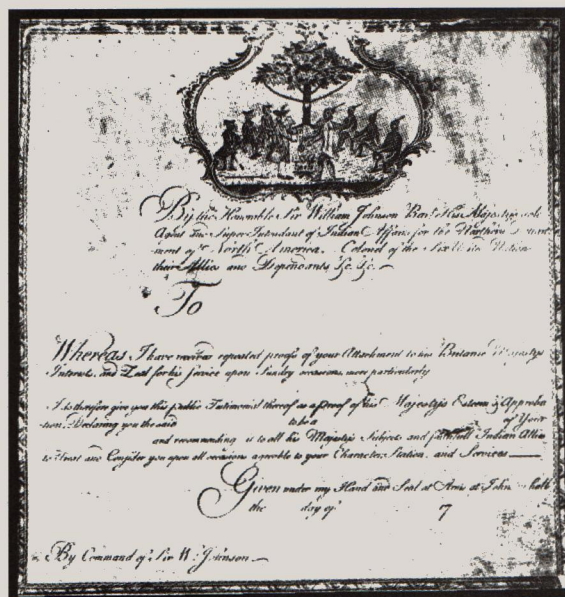 By the Honorable Sir William Johnson Bar.t His Majesty's sole
Agent and Super Intendant of Indian Affairs for the Northern Depart
ment of North America. Colonel of the Six United Nations
their Allies and Dependants &c. &c.
To
Whereas I have received repeated proofs of your Attachment to his Britanic Majestys
Interests, and Zeal for his Service upon Sundry occasions, more particularly
I do therefore give you this public Testimonial thereof as a Proof of his Majestys Esteem & Approba
tion. Declaring you the said to be a of Your
and recommending it to all his Majestys Subjects and faithfull Indian Allies
to Treat and Consider you upon all occasions agreable to your Character, Station, and Services
Given under my Hand and Seal at Arms at John hall
the day of 7
By Command of Sir W: Johnson